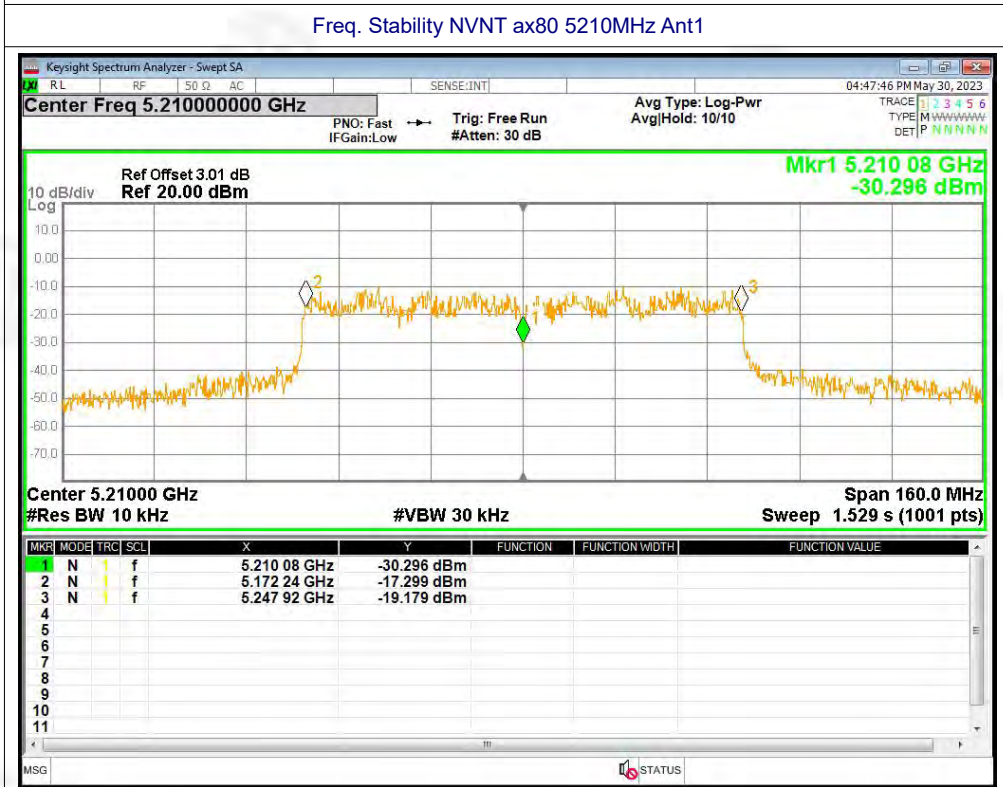 Freq. Stability NVNT ax80 5210MHz Ant1
Keysight Spectrum Analyzer - Swept SA
LXI RL RF 50 Ω AC SENSE:INT 04:47:46 PM May 30, 2023
Center Freq 5.210000000 GHz Avg Type: Log-Pwr TRACE 1 2 3 4 5 6
PNO: Fast Trig: Free Run Avg|Hold: 10/10 TYPE M WWWWW
IFGain:Low #Atten: 30 dB DET P N N N N N
Mkr1 5.210 08 GHz
Ref Offset 3.01 dB
10 dB/div Ref 20.00 dBm -30.296 dBm
Log
10.0
0.00
-10.0
-20.0
-30.0
-40.0
-50.0
-60.0
-70.0
2
1
3
Center 5.21000 GHz Span 160.0 MHz
#Res BW 10 kHz #VBW 30 kHz Sweep 1.529 s (1001 pts)
MKR MODE TRC SCL X Y FUNCTION FUNCTION WIDTH FUNCTION VALUE
1 N 1 f 5.210 08 GHz -30.296 dBm
2 N 1 f 5.172 24 GHz -17.299 dBm
3 N 1 f 5.247 92 GHz -19.179 dBm
4
5
6
7
8
9
10
11
MSG STATUS